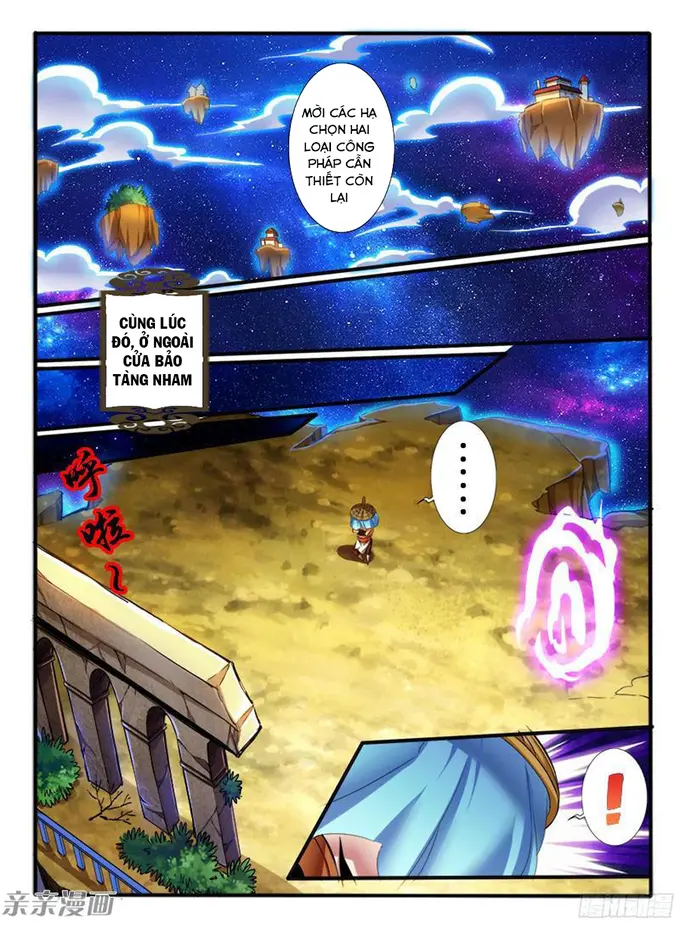 MỜI CÁC HẠ
CHỌN HAI
LOẠI CÔNG
PHÁP CẦN
THIẾT CÒN
LẠI
CÙNG LÚC
ĐÓ, Ở NGOÀI
CỬA BẢO
TÀNG NHAM
......
呼啦~
!
亲亲漫画